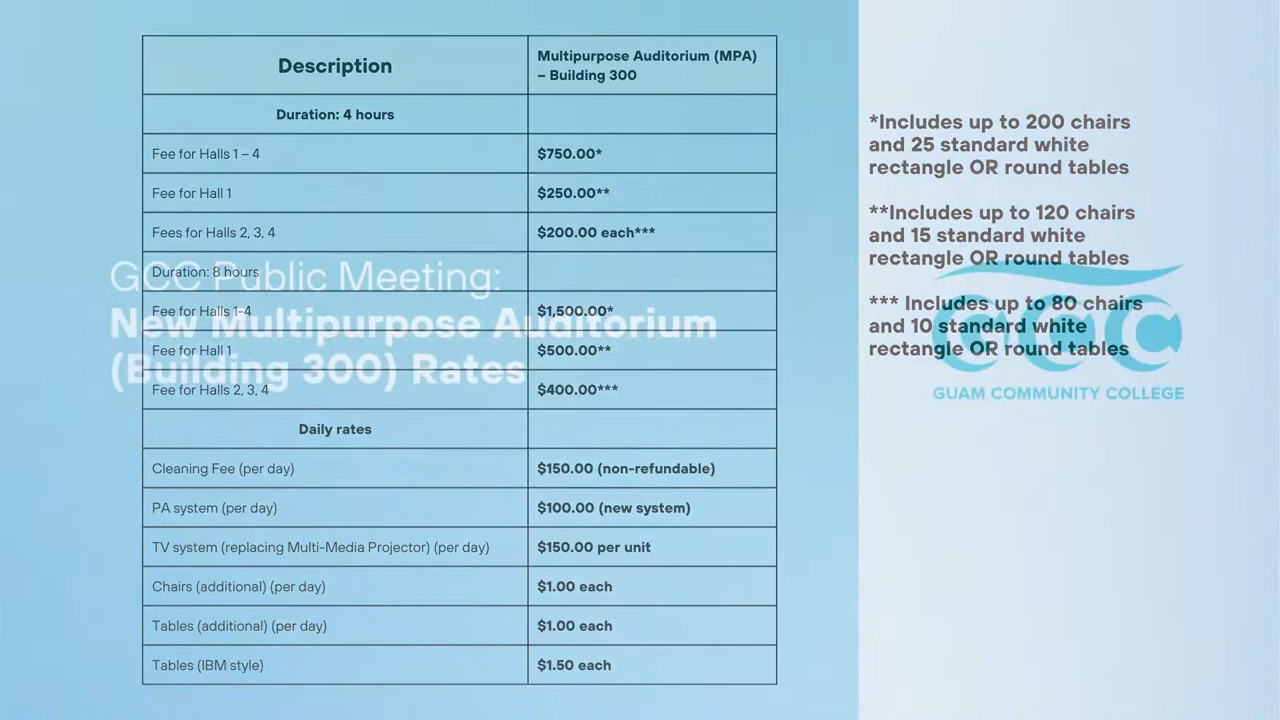 Description
Multipurpose Auditorium (MPA)
– Building 300
Duration: 4 hours
Fee for Halls 1 – 4
$750.00*
Fee for Hall 1
$250.00**
Fees for Halls 2, 3, 4
$200.00 each***
Duration: 8 hours
Fee for Halls 1-4
$1,500.00*
Fee for Hall 1
$500.00**
Fee for Halls 2, 3, 4
$400.00***
Daily rates
Cleaning Fee (per day)
$150.00 (non-refundable)
PA system (per day)
$100.00 (new system)
TV system (replacing Multi-Media Projector) (per day)
$150.00 per unit
Chairs (additional) (per day)
$1.00 each
Tables (additional) (per day)
$1.00 each
Tables (IBM style)
$1.50 each
GCC Public Meeting:
New Multipurpose Auditorium
(Building 300) Rates
*Includes up to 200 chairs
and 25 standard white
rectangle OR round tables
**Includes up to 120 chairs
and 15 standard white
rectangle OR round tables
*** Includes up to 80 chairs
and 10 standard white
rectangle OR round tables
GCC
GUAM COMMUNITY COLLEGE